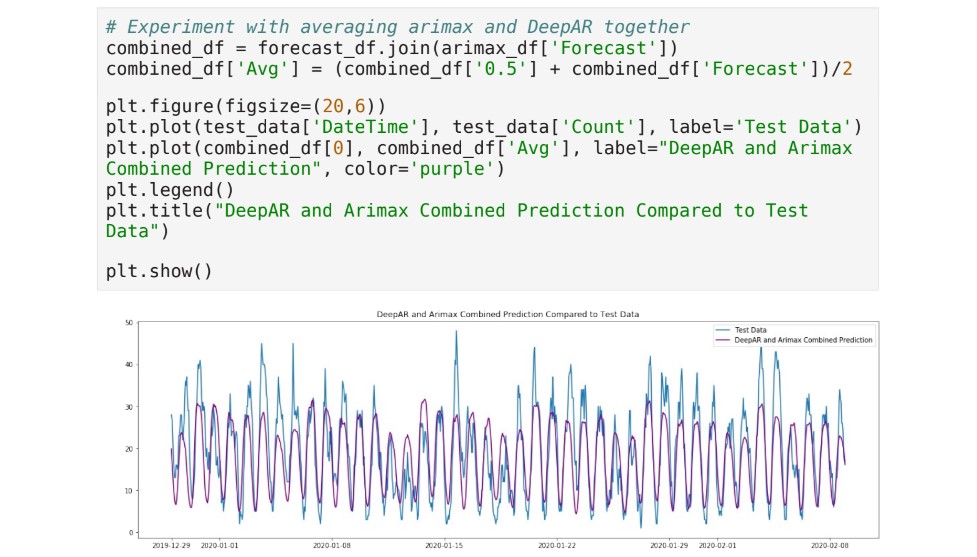 # Experiment with averaging arimax and DeepAR together
combined_df = forecast_df.join(arimax_df['Forecast'])
combined_df['Avg'] = (combined_df['0.5'] + combined_df['Forecast'])/2
plt.figure(figsize=(20,6))
plt.plot(test_data['DateTime'], test_data['Count'], label='Test Data')
plt.plot(combined_df[0], combined_df['Avg'], label="DeepAR and Arimax
Combined Prediction", color='purple')
plt.legend()
plt.title("DeepAR and Arimax Combined Prediction Compared to Test
Data")
plt.show()
DeepAR and Arimax Combined Prediction Compared to Test Data
Test Data
DeepAR and Arimax Combined Prediction
50
40
30
20
10
0
2019-12-29 2020-01-01 2020-01-08 2020-01-15 2020-01-22 2020-01-29 2020-02-01 2020-02-08